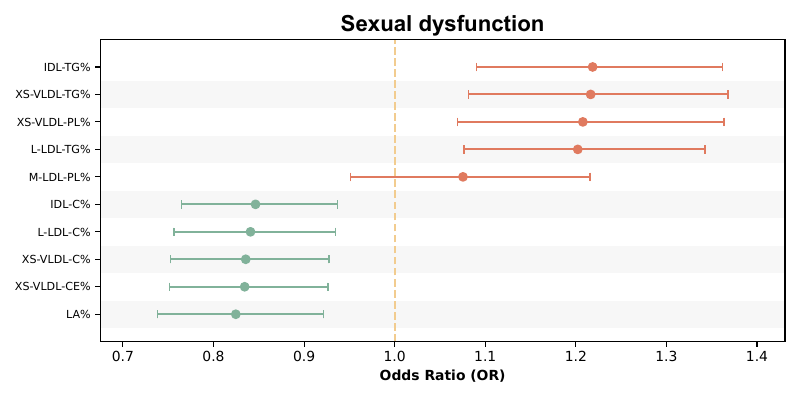 Sexual dysfunction
IDL-TG%
XS-VLDL-TG%
XS-VLDL-PL%
L-LDL-TG%
M-LDL-PL%
IDL-C%
L-LDL-C%
XS-VLDL-C%
XS-VLDL-CE%
LA%
0.7 0.8 0.9 1.0 1.1 1.2 1.3 1.4
Odds Ratio (OR)